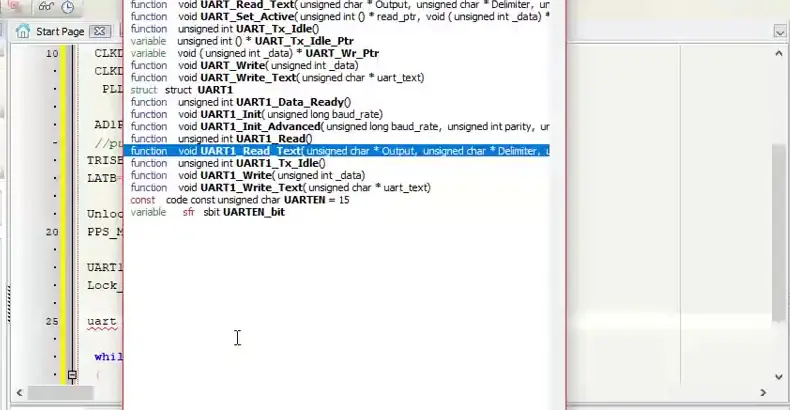 function void UART_Read_Text( unsigned char * Output, unsigned char * Delimiter, u
function void UART_Set_Active( unsigned int () * read_ptr, void ( unsigned int _data) *
Start Page
function unsigned int UART_Tx_Idle()
variable unsigned int () * UART_Tx_Idle_Ptr
10 CLKD
variable void ( unsigned int _data) * UART_Wr_Ptr
function void UART_Write( unsigned int _data)
CLKD
function void UART_Write_Text( unsigned char * uart_text)
PLL
struct struct UART1
function unsigned int UART1_Data_Ready()
function void UART1_Init( unsigned long baud_rate)
AD1P
function void UART1_Init_Advanced( unsigned long baud_rate, unsigned int parity, un
function unsigned int UART1_Read()
function void UART1_Read_Text( unsigned char * Output, unsigned char * Delimiter, u
TRISE
function unsigned int UART1_Tx_Idle()
function void UART1_Write( unsigned int _data)
LATB=
function void UART1_Write_Text( unsigned char * uart_text)
const code const unsigned char UARTEN = 15
Unloc
variable sfr sbit UARTEN_bit
20 PPS_M
UART1
Lock_
25 uart
whil
{